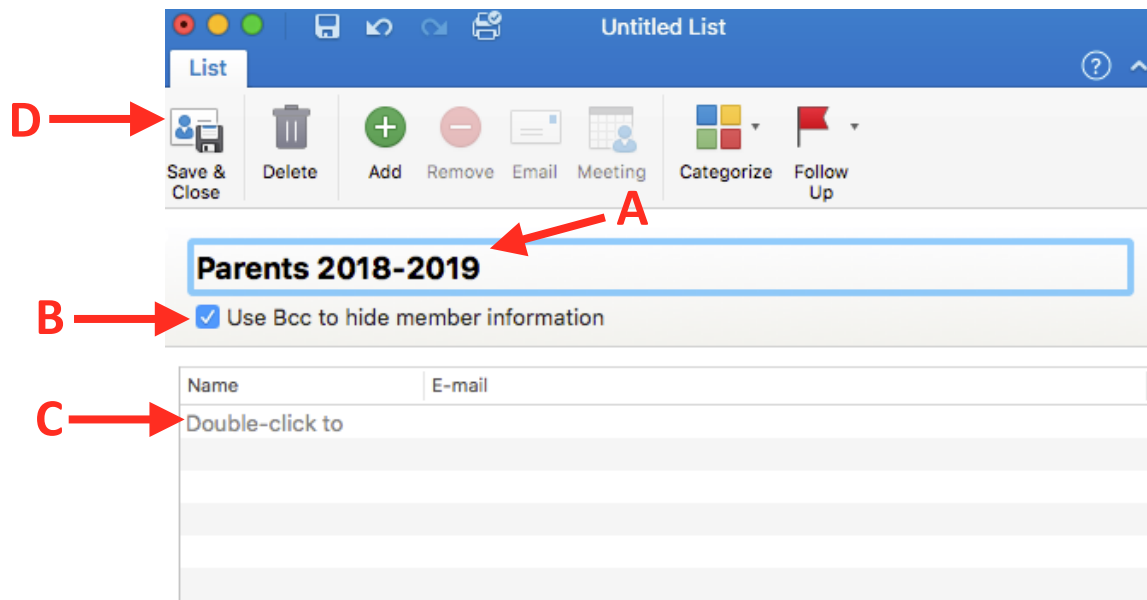 Untitled List
List
D
Save & Close
Delete
Add
Remove
Email
Meeting
Categorize
Follow Up
A
Parents 2018-2019
B
Use Bcc to hide member information
Name
E-mail
C
Double-click to